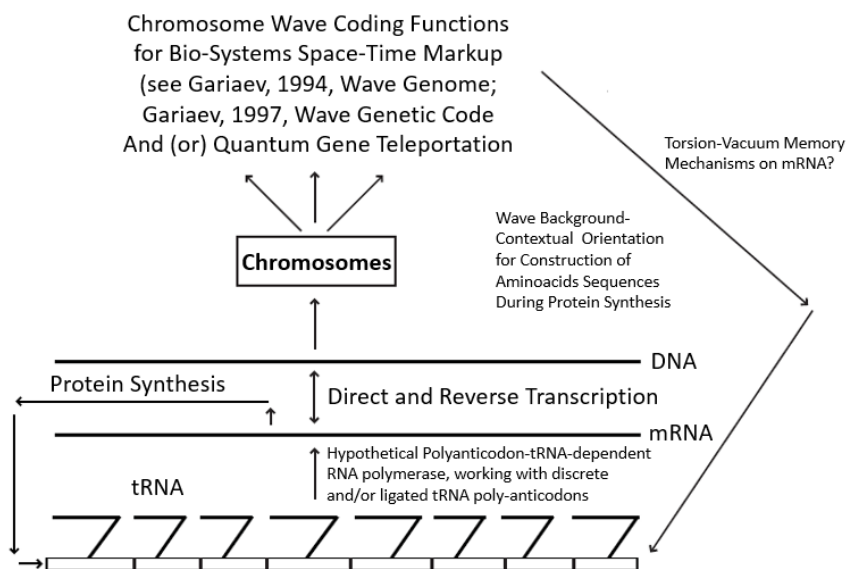 Chromosome Wave Coding Functions
for Bio-Systems Space-Time Markup
(see Gariaev, 1994, Wave Genome;
Gariaev, 1997, Wave Genetic Code
And (or) Quantum Gene Teleportation
Torsion-Vacuum Memory
Mechanisms on mRNA?
Wave Background-
Contextual Orientation
for Construction of
Aminoacids Sequences
During Protein Synthesis
Chromosomes
DNA
Protein Synthesis
Direct and Reverse Transcription
mRNA
Hypothetical Polyanticodon-tRNA-dependent
RNA polymerase, working with discrete
and/or ligated tRNA poly-anticodons
tRNA